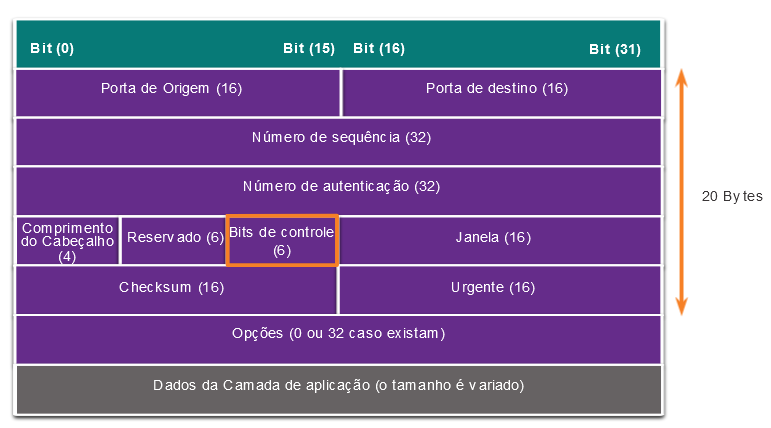 Bit (0) Bit (15) Bit (16) Bit (31)
Porta de Origem (16) Porta de destino (16)
Número de sequência (32)
Número de autenticação (32)
20 Bytes
Comprimento
do Cabeçalho
(4)
Reservado (6)
Bits de controle
(6)
Janela (16)
Checksum (16) Urgente (16)
Opções (0 ou 32 caso existam)
Dados da Camada de aplicação (o tamanho é variado)